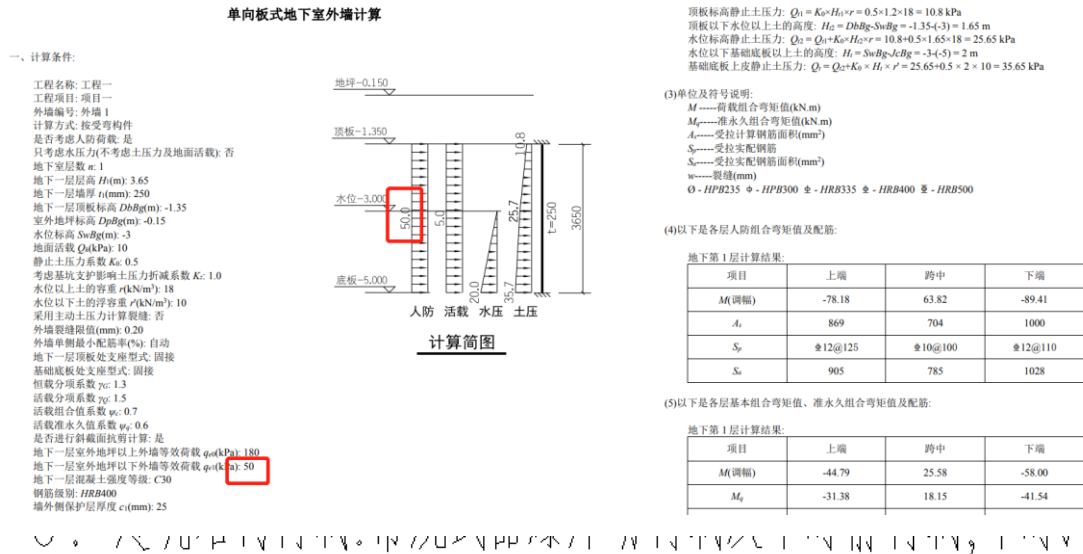 单向板式地下室外墙计算
一、计算条件:
工程名称: 工程一
工程项目: 项目一
外墙编号: 外墙 1
计算方式: 按受弯构件
是否考虑人防荷载: 是
只考虑水压力(不考虑土压力及地面活载): 否
地下室层数 n: 1
地下一层层高 H₁(m): 3.65
地下一层墙厚 t₁(mm): 250
地下一层顶板标高 DbBg(m): -1.35
室外地坪标高 DpBg(m): -0.15
水位标高 SwBg(m): -3
地面活载 Qₕ(kPa): 10
静止土压力系数 K₀: 0.5
考虑基坑支护影响土压力折减系数 Kc: 1.0
水位以上土的容重 r(kN/m³): 18
水位以下土的浮容重 r'(kN/m³): 10
采用主动土压力计算裂缝: 否
外墙裂缝限值(mm): 0.20
外墙单侧最小配筋率(%): 自动
地下一层顶板处支座型式: 固接
基础底板处支座型式: 固接
恒载分项系数 γG: 1.3
活载分项系数 γQ: 1.5
活载组合值系数 ψc: 0.7
活载准永久值系数 ψq: 0.6
是否进行斜截面抗剪计算: 是
地下一层室外地坪以上外墙等效荷载 qe0(kPa): 180
地下一层室外地坪以下外墙等效荷载 qe1(kPa): 50
地下一层混凝土强度等级: C30
钢筋级别: HRB400
墙外侧保护层厚度 c₁(mm): 25
地坪-0.150
顶板-1.350
水位-3.000
底板-5.000
50.0
5.0
20.0
10.8
25.7
35.7
t=250
3650
人防 活载 水压 土压
计算简图
顶板标高静止土压力: Qt1 = K₀×Ht1×r = 0.5×1.2×18 = 10.8 kPa
顶板以下水位以上土的高度: Ht2 = DbBg-SwBg = -1.35-(-3) = 1.65 m
水位标高静止土压力: Qt2 = Qt1+K₀×Ht2×r = 10.8+0.5×1.65×18 = 25.65 kPa
水位以下基础底板以上土的高度: Ht = SwBg-JcBg = -3-(-5) = 2 m
基础底板上皮静止土压力: Qt = Qt2+K₀ × Ht × r' = 25.65+0.5 × 2 × 10 = 35.65 kPa
(3)单位及符号说明:
M -----荷载组合弯矩值(kN.m)
Mq-----准永久组合弯矩值(kN.m)
As-----受拉计算钢筋面积(mm²)
Sp-----受拉实配钢筋
Sa-----受拉实配钢筋面积(mm²)
w-----裂缝(mm)
Ø - HPB235 Φ - HPB300 Φ - HRB335 Φ - HRB400 Φ - HRB500
(4)以下是各层人防组合弯矩值及配筋:
地下第 1 层计算结果:
项目 上端 跨中 下端
M(调幅) -78.18 63.82 -89.41
As 869 704 1000
Sp Φ12@125 Φ10@100 Φ12@110
Sa 905 785 1028
(5)以下是各层基本组合弯矩值、准永久组合弯矩值及配筋:
地下第 1 层计算结果:
项目 上端 跨中 下端
M(调幅) -44.79 25.58 -58.00
Mq -31.38 18.15 -41.54